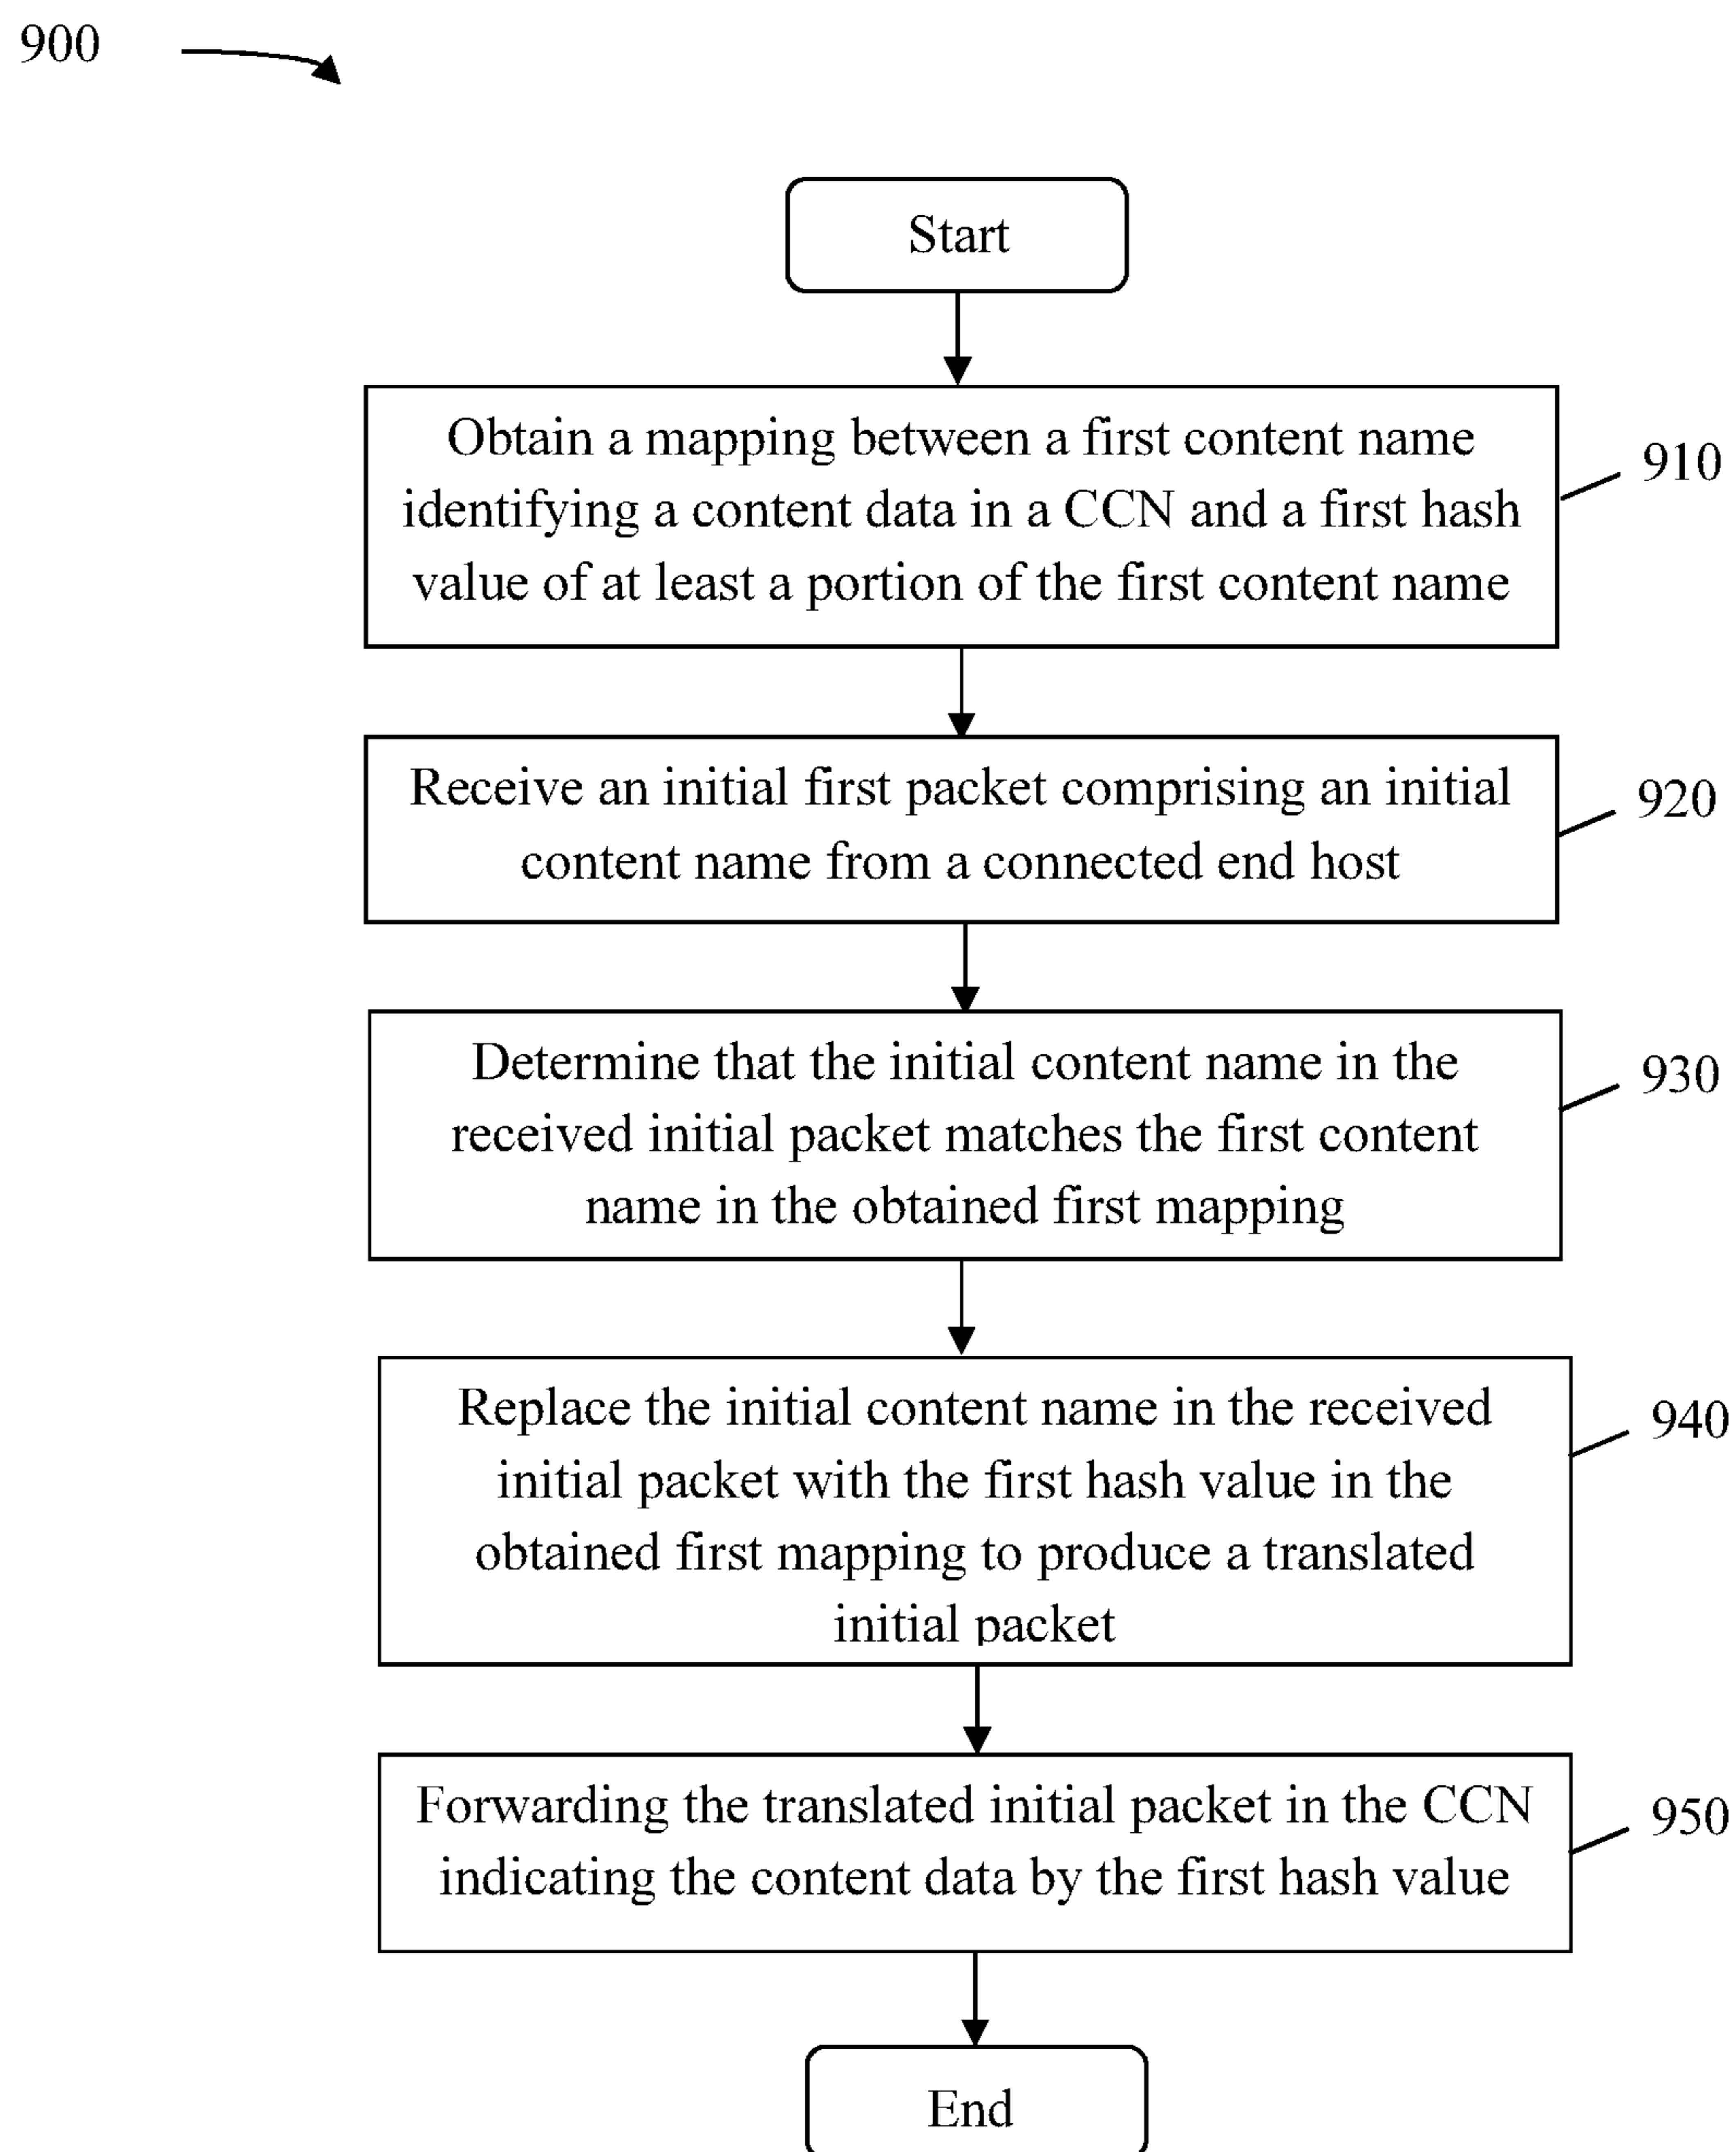 900
Start
Obtain a mapping between a first content name
identifying a content data in a CCN and a first hash
value of at least a portion of the first content name
910
Receive an initial first packet comprising an initial
content name from a connected end host
920
Determine that the initial content name in the
received initial packet matches the first content
name in the obtained first mapping
930
Replace the initial content name in the received
initial packet with the first hash value in the
obtained first mapping to produce a translated
initial packet
940
Forwarding the translated initial packet in the CCN
indicating the content data by the first hash value
950
End